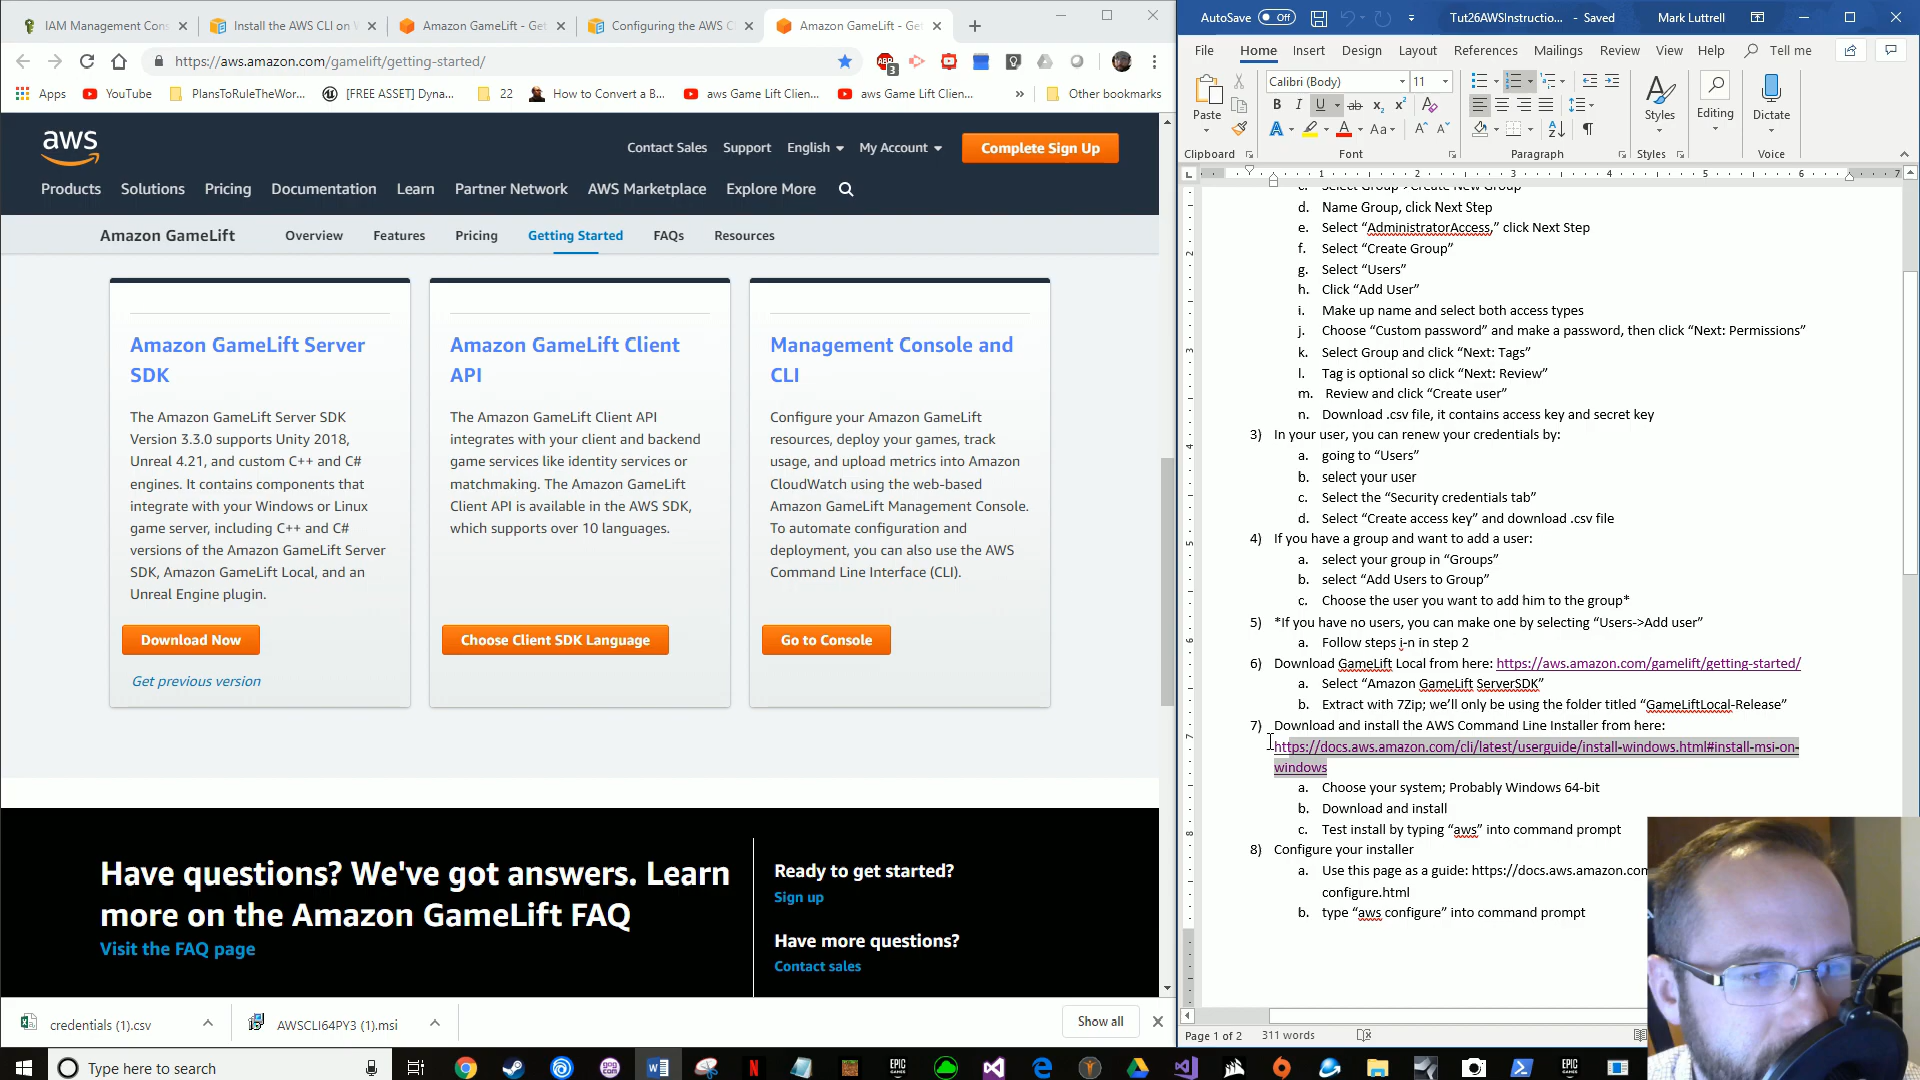 IAM Management Cons
Install the AWS CLI on W
Amazon GameLift - Get
Configuring the AWS C
Amazon GameLift - Ge
https://aws.amazon.com/gamelift/getting-started/
3
Apps
YouTube
PlansToRuleTheWor...
[FREE ASSET] Dyna...
22
How to Convert a B...
aws Game Lift Clien...
aws Game Lift Clien...
»
Other bookmarks
aws
Contact Sales
Support
English
My Account
Complete Sign Up
Products
Solutions
Pricing
Documentation
Learn
Partner Network
AWS Marketplace
Explore More
Amazon GameLift
Overview
Features
Pricing
Getting Started
FAQs
Resources
Amazon GameLift Server
SDK
The Amazon GameLift Server SDK
Version 3.3.0 supports Unity 2018,
Unreal 4.21, and custom C++ and C#
engines. It contains components that
integrate with your Windows or Linux
game server, including C++ and C#
versions of the Amazon GameLift Server
SDK, Amazon GameLift Local, and an
Unreal Engine plugin.
Download Now
Get previous version
Amazon GameLift Client
API
The Amazon GameLift Client API
integrates with your client and backend
game services like identity services or
matchmaking. The Amazon GameLift
Client API is available in the AWS SDK,
which supports over 10 languages.
Choose Client SDK Language
Management Console and
CLI
Configure your Amazon GameLift
resources, deploy your games, track
usage, and upload metrics into Amazon
CloudWatch using the web-based
Amazon GameLift Management Console.
To automate configuration and
deployment, you can also use the AWS
Command Line Interface (CLI).
Go to Console
Have questions? We've got answers. Learn
more on the Amazon GameLift FAQ
Visit the FAQ page
Ready to get started?
Sign up
Have more questions?
Contact sales
credentials (1).csv
AWSCLI64PY3 (1).msi
Show all
Type here to search
AutoSave
Off
Tut26AWSInstructio... - Saved
Mark Luttrell
File
Home
Insert
Design
Layout
References
Mailings
Review
View
Help
Tell me
Calibri (Body)
11
Paste
Styles
Editing
Dictate
Clipboard
Font
Paragraph
Styles
Voice
c. Select Group->Create New Group
d. Name Group, click Next Step
e. Select “AdministratorAccess,” click Next Step
f. Select “Create Group”
g. Select “Users”
h. Click “Add User”
i. Make up name and select both access types
j. Choose “Custom password” and make a password, then click “Next: Permissions”
k. Select Group and click “Next: Tags”
l. Tag is optional so click “Next: Review”
m. Review and click “Create user”
n. Download .csv file, it contains access key and secret key
3) In your user, you can renew your credentials by:
a. going to “Users”
b. select your user
c. Select the “Security credentials tab”
d. Select “Create access key” and download .csv file
4) If you have a group and want to add a user:
a. select your group in “Groups”
b. select “Add Users to Group”
c. Choose the user you want to add him to the group*
5) *If you have no users, you can make one by selecting “Users->Add user”
a. Follow steps i-n in step 2
6) Download GameLift Local from here: https://aws.amazon.com/gamelift/getting-started/
a. Select “Amazon GameLift ServerSDK”
b. Extract with 7Zip; we’ll only be using the folder titled “GameLiftLocal-Release”
7) Download and install the AWS Command Line Installer from here:
https://docs.aws.amazon.com/cli/latest/userguide/install-windows.html#install-msi-on-
windows
a. Choose your system; Probably Windows 64-bit
b. Download and install
c. Test install by typing “aws” into command prompt
8) Configure your installer
a. Use this page as a guide: https://docs.aws.amazon.com
configure.html
b. type “aws configure” into command prompt
Page 1 of 2
311 words